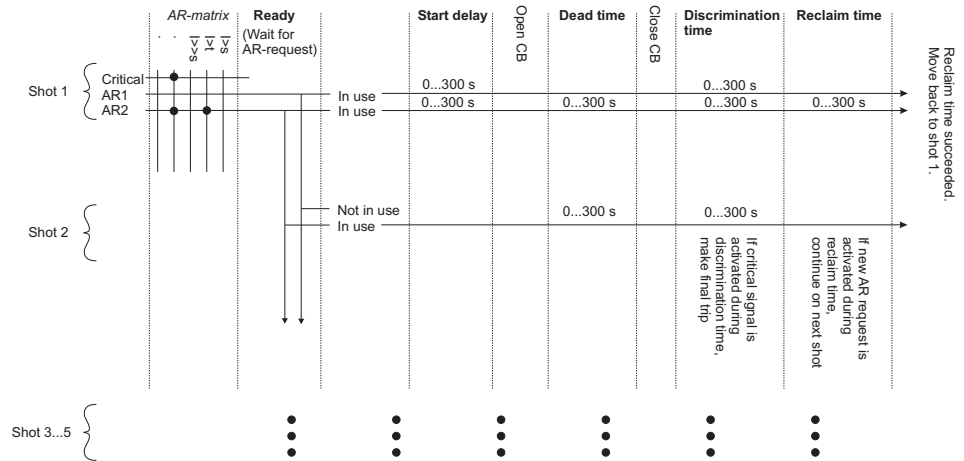 AR-matrix
Ready
Start delay
Open CB
Dead time
Close CB
Discrimination
time
Reclaim time
(Wait for
AR-request)
. . I>>s I>t I>s
Shot 1
Critical
AR1
AR2
0...300 s 0...300 s
In use
0...300 s 0...300 s 0...300 s 0...300 s
In use
Reclaim time succeeded.
Move back to shot 1.
Shot 2
Not in use
0...300 s 0...300 s
In use
If critical signal is
activated during
discrimination time,
make final trip
If new AR request is
activated during
reclaim time,
continue on next shot
Shot 3...5